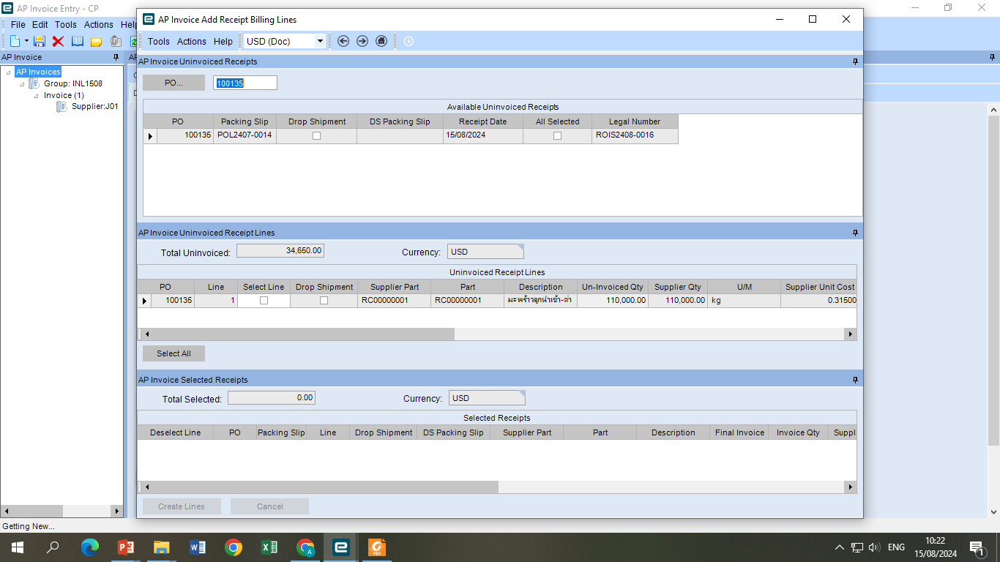 AP Invoice Entry - CP
File Edit Tools Actions Help
AP Invoice
AP Invoices
Group: INL1508
Invoice (1)
Supplier:J01
Getting New...
AP Invoice Add Receipt Billing Lines
Tools Actions Help USD (Doc)
AP Invoice Uninvoiced Receipts
PO... 100135
Available Uninvoiced Receipts
PO Packing Slip Drop Shipment DS Packing Slip Receipt Date All Selected Legal Number
100135 POL2407-0014 15/08/2024 ROIS2408-0016
AP Invoice Uninvoiced Receipt Lines
Total Uninvoiced: 34,650.00 Currency: USD
Uninvoiced Receipt Lines
PO Line Select Line Drop Shipment Supplier Part Part Description Un-Invoiced Qty Supplier Qty U/M Supplier Unit Cost
100135 1 RC00000001 RC00000001 มะพร้าวลูกนำเข้า-ดำ 110,000.00 110,000.00 kg 0.31500
Select All
AP Invoice Selected Receipts
Total Selected: 0.00 Currency: USD
Selected Receipts
Deselect Line PO Packing Slip Line Drop Shipment DS Packing Slip Supplier Part Part Description Final Invoice Invoice Qty Suppl
Create Lines Cancel
ENG
10:22
15/08/2024
1